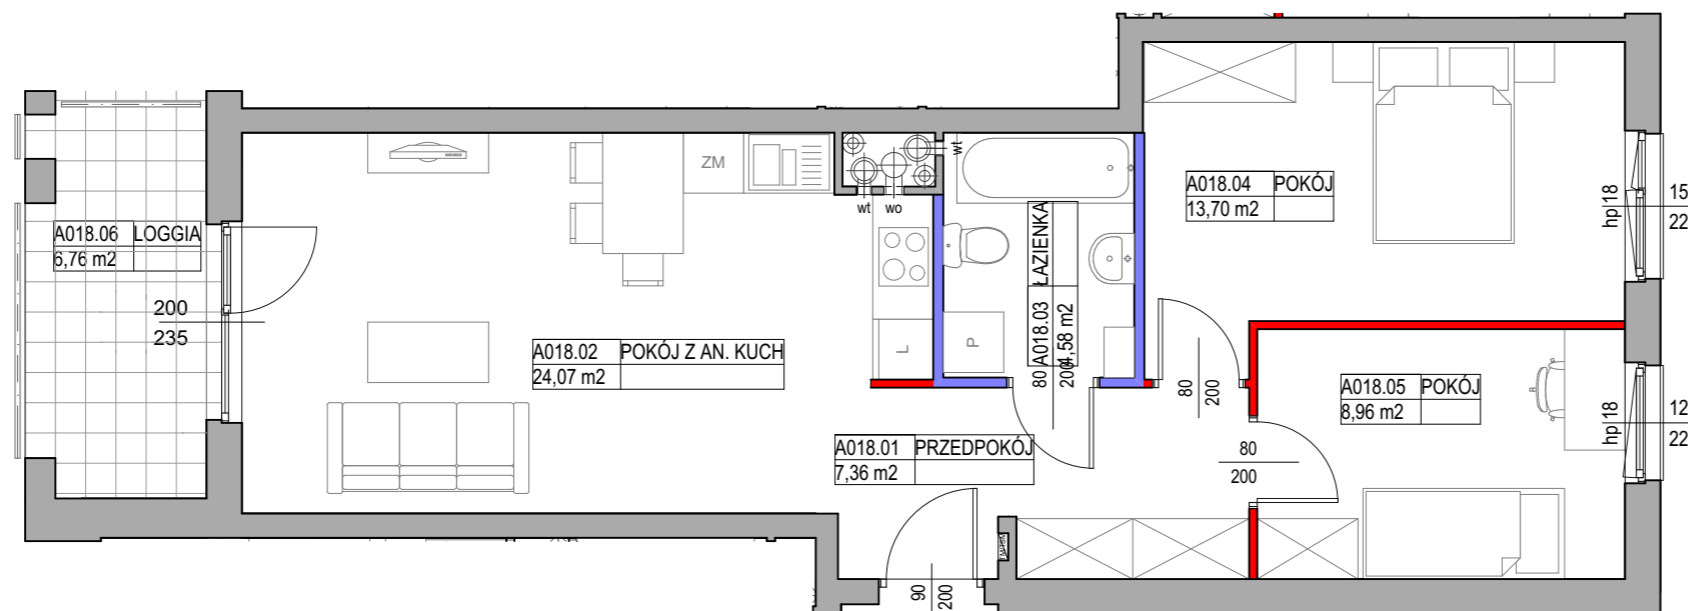 A018.06 LOGGIA
6,76 m2
200
235
ZM
wt
wo
wt
A018.02 POKÓJ Z AN. KUCH
24,07 m2
L
P
A018.03 ŁAZIENKA
4,58 m2
80
200
A018.04 POKÓJ
13,70 m2
hp18
15
22
80
200
A018.05 POKÓJ
8,96 m2
hp18
12
22
A018.01 PRZEDPOKÓJ
7,36 m2
80
200
90
200